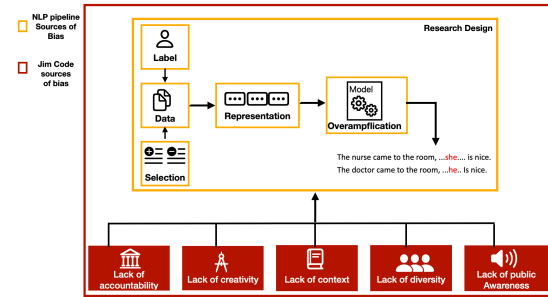 NLP pipeline
Sources of
Bias
Jim Code
sources
of bias
Research Design
Label
Data
Selection
Representation
Model
Overampflication
The nurse came to the room, ...she.... is nice.
The doctor came to the room, ...he.. Is nice.
Lack of
accountability
Lack of creativity
Lack of context
Lack of diversity
Lack of public
Awareness